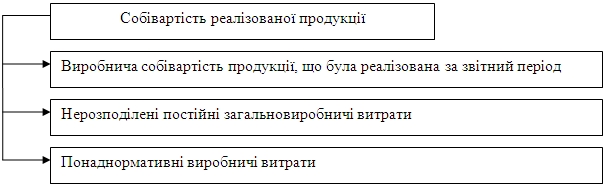 Собівартість реалізованої продукції
Виробнича собівартість продукції, що була реалізована за звітний період
Нерозподілені постійні загальновиробничі витрати
Понаднормативні виробничі витрати